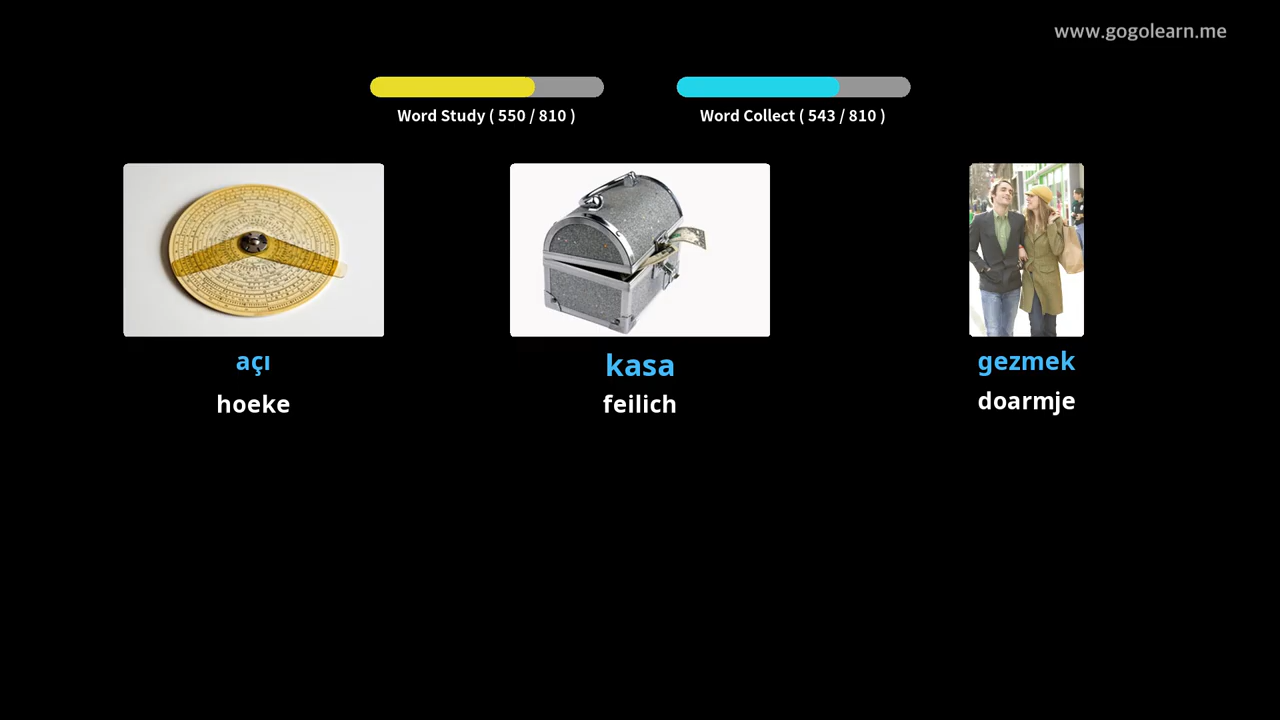 www.gogolearn.me
Word Study ( 550 / 810 )
Word Collect ( 543 / 810 )
açı
kasa
gezmek
hoeke
feilich
doarmje